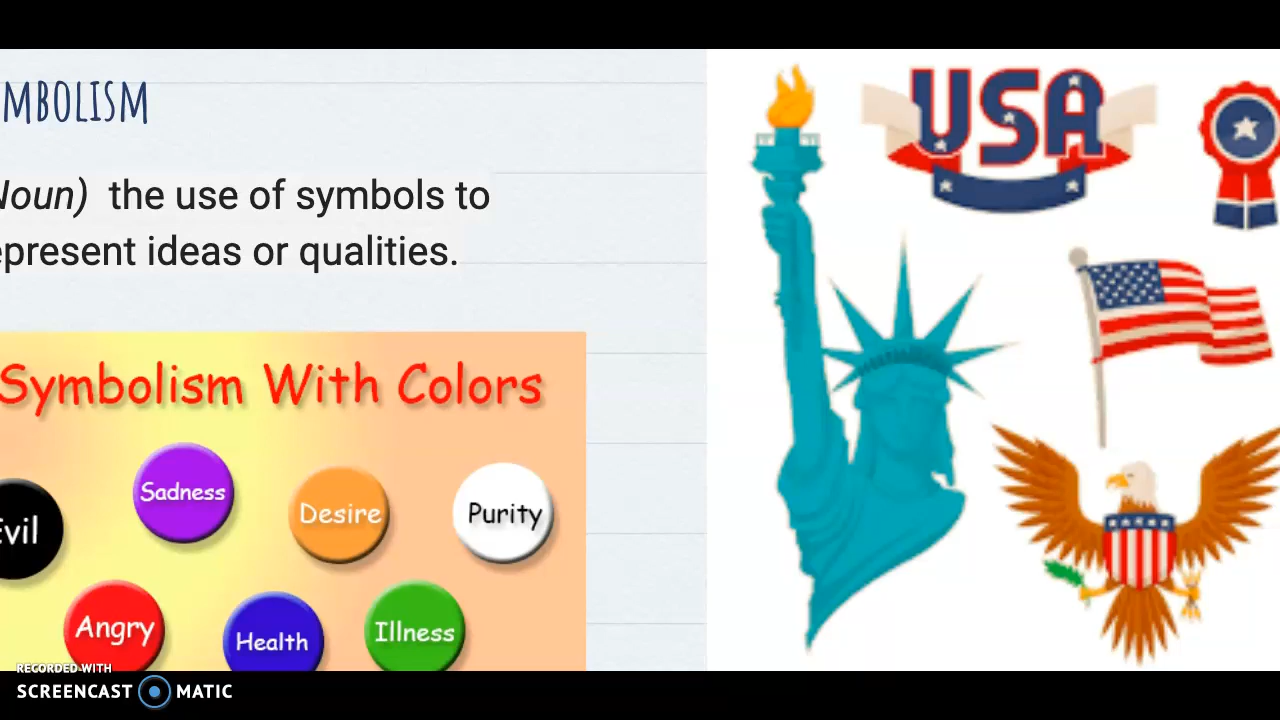 MBOLISM
Noun) the use of symbols to
epresent ideas or qualities.
Symbolism With Colors
Evil
Sadness
Desire
Purity
Angry
Health
Illness
USA
RECORDED WITH
SCREENCAST MATIC